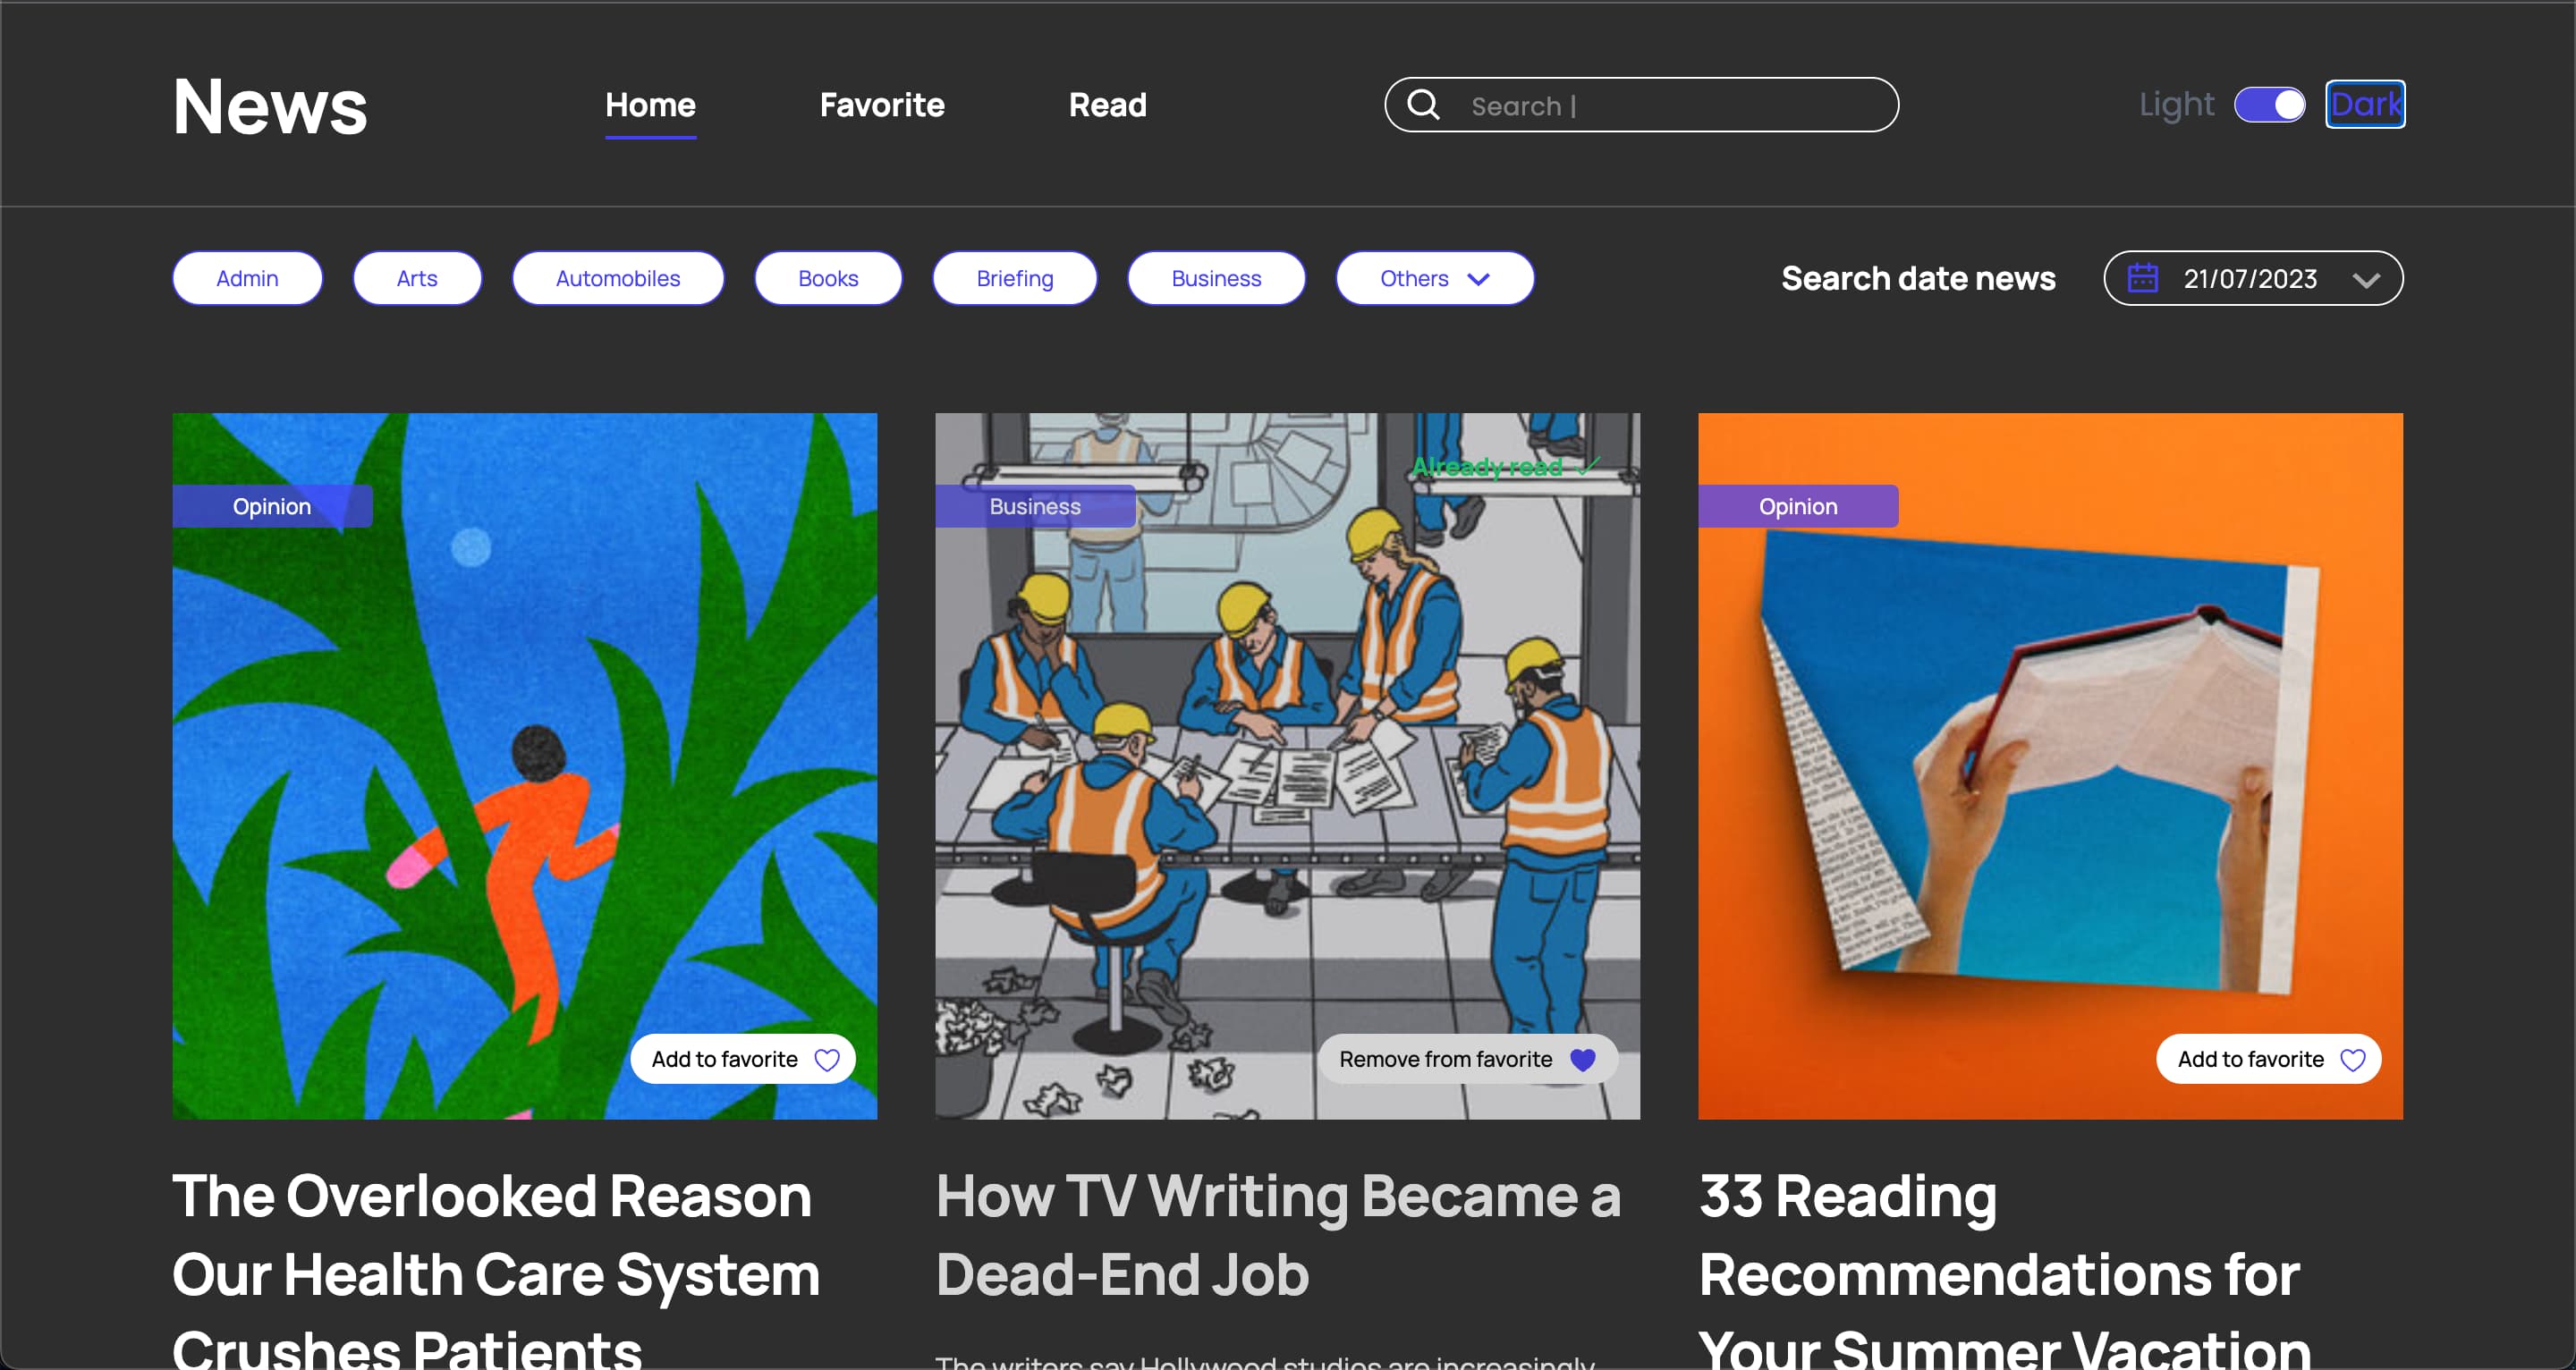 News
Home
Favorite
Read
Search |
Light
Dark
Admin
Arts
Automobiles
Books
Briefing
Business
Others
Search date news
21/07/2023
Opinion
Add to favorite
The Overlooked Reason
Our Health Care System
Crushes Patients
Already read
Business
Remove from favorite
How TV Writing Became a
Dead-End Job
The writers say Hollywood studios are increasingly
Opinion
Add to favorite
33 Reading
Recommendations for
Your Summer Vacation